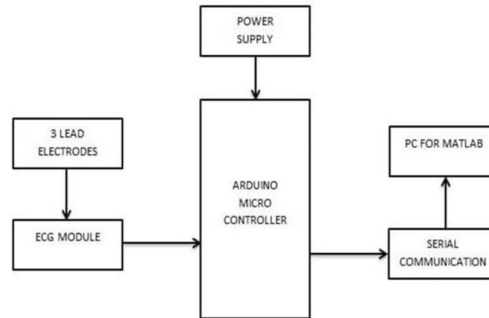 POWER
SUPPLY
3 LEAD
ELECTRODES
ECG MODULE
ARDUINO
MICRO
CONTROLLER
PC FOR MATLAB
SERIAL
COMMUNICATION